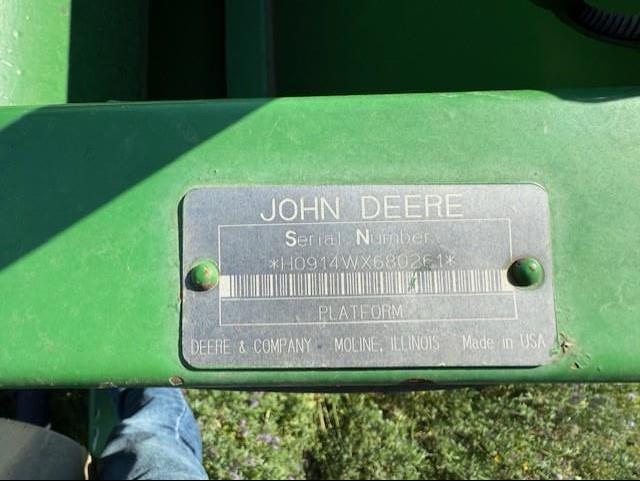 JOHN DEERE
Serial Number
*H0914WX680261*
PLATFORM
DEERE & COMPANY MOLINE, ILLINOIS Made in USA